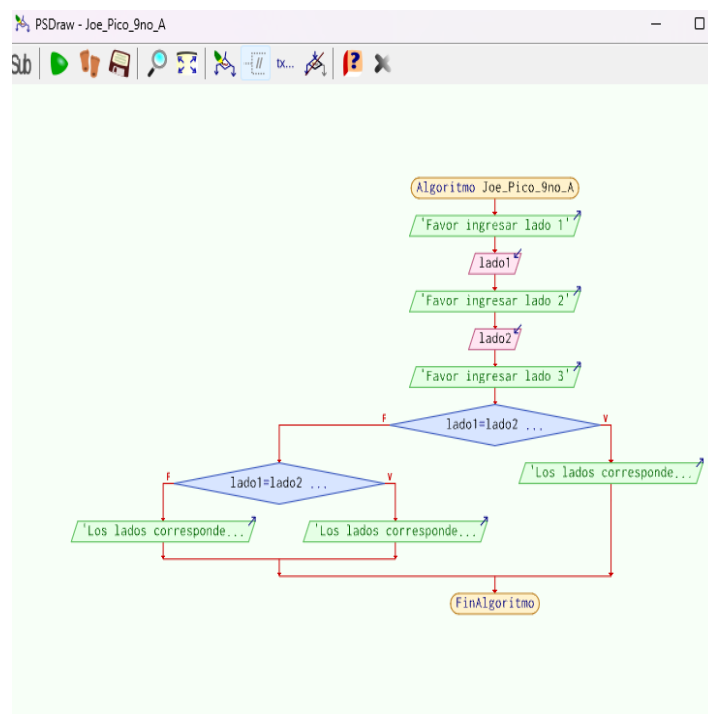 PSDraw - Joe_Pico_9no_A
Sub
tx...
?
Algoritmo Joe_Pico_9no_A
'Favor ingresar lado 1'
lado1
'Favor ingresar lado 2'
lado2
'Favor ingresar lado 3'
lado1=lado2 ...
F
V
'Los lados corresponde...
lado1=lado2 ...
F
V
'Los lados corresponde...
'Los lados corresponde...
FinAlgoritmo